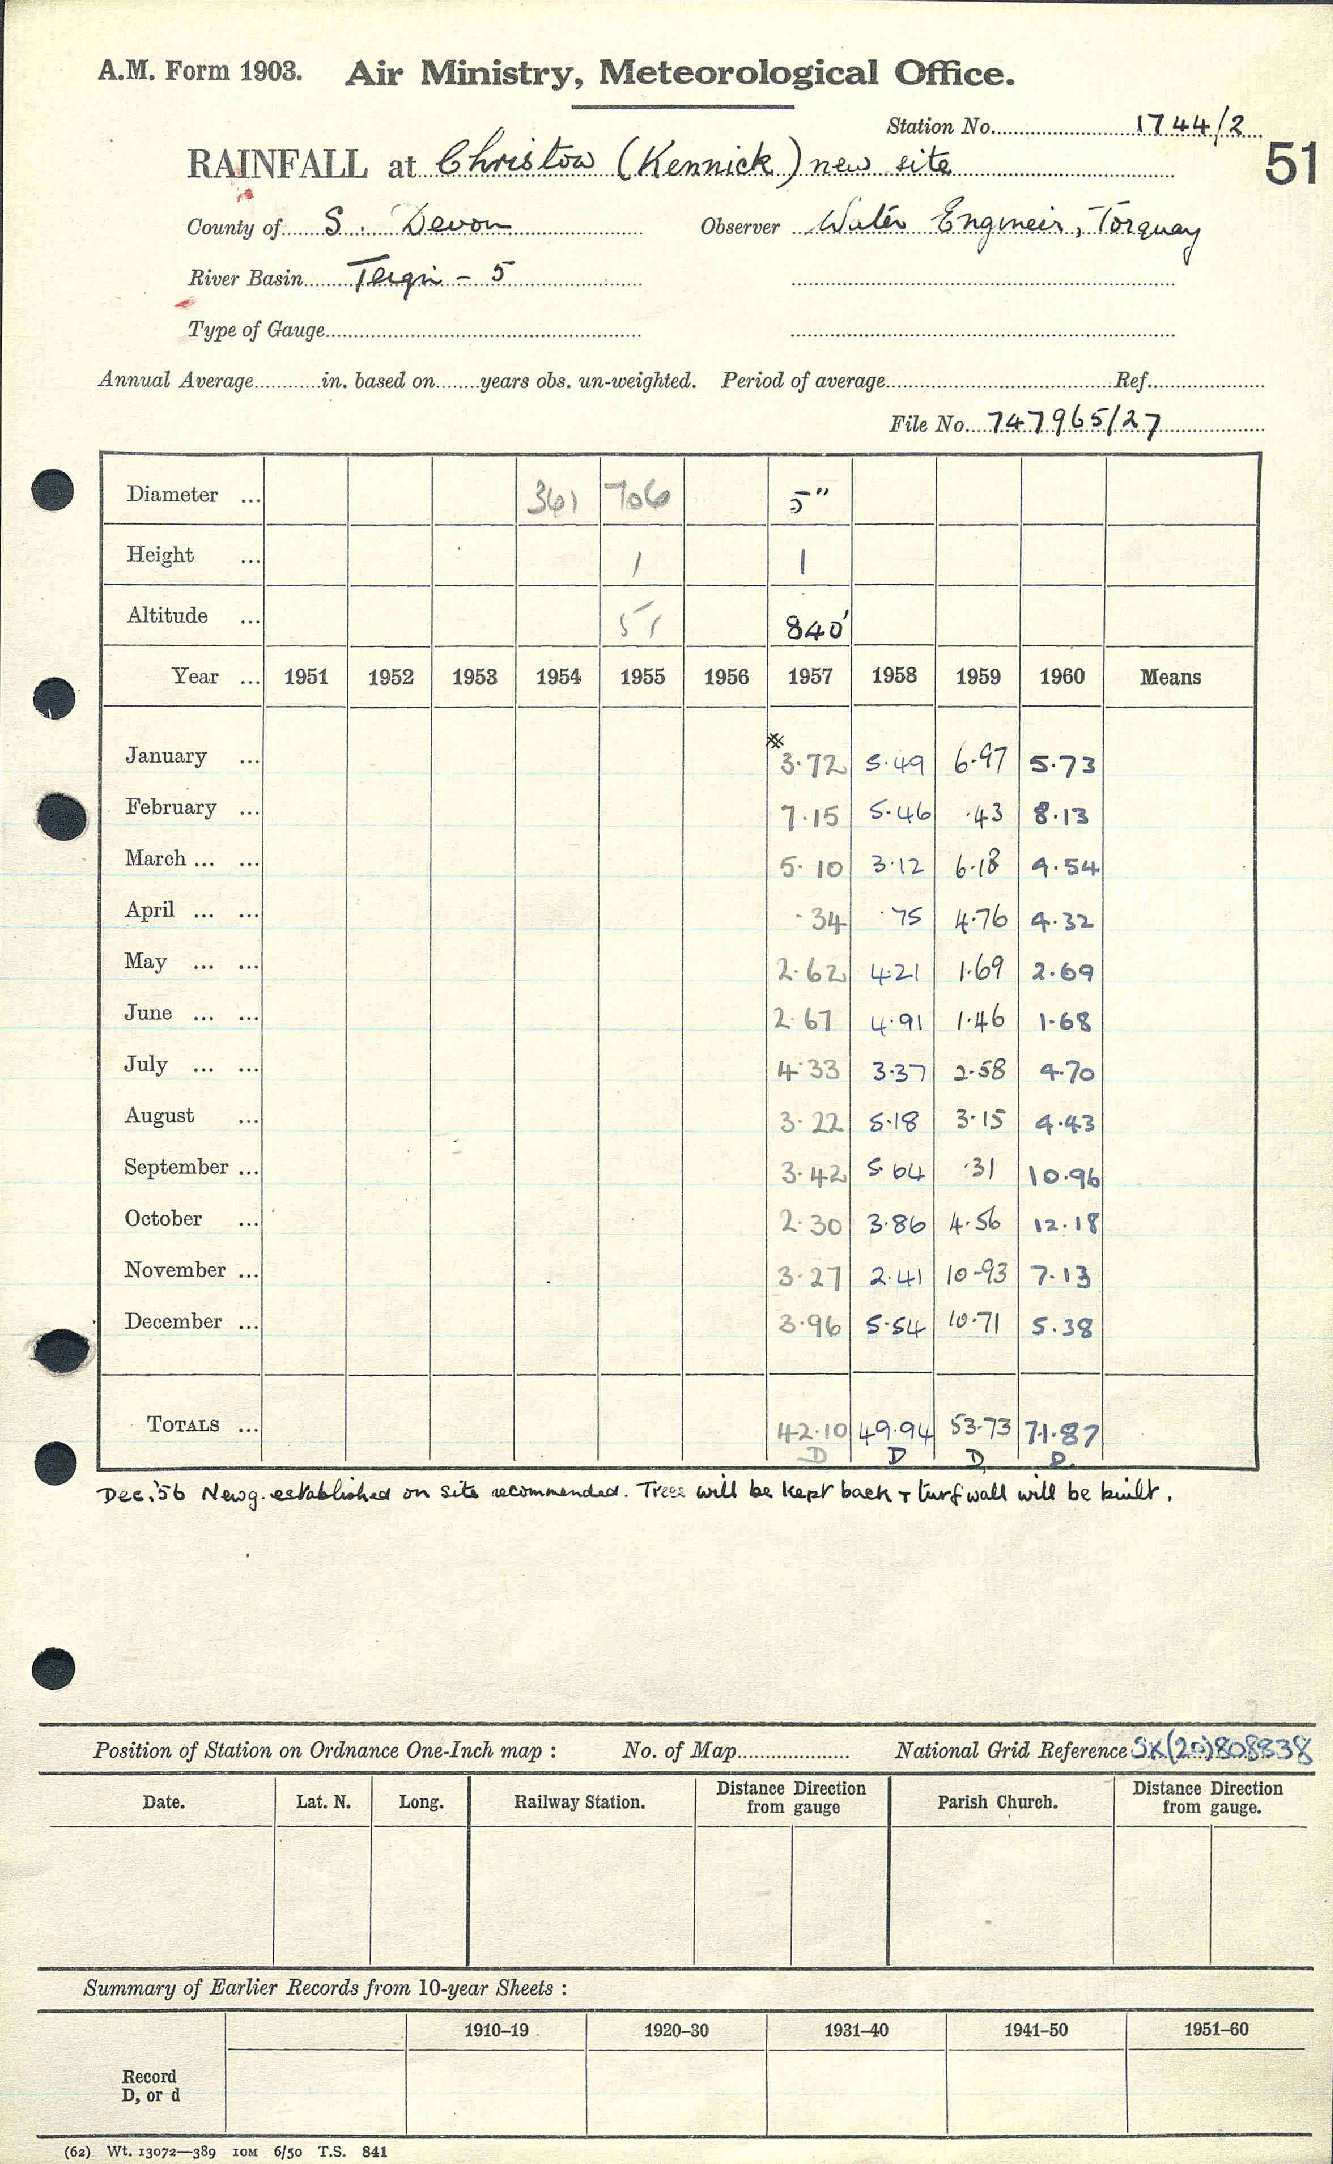 A.M. Form 1903. Air Ministry, Meteorological Office.
Station No. 1744/2
51
RAINFALL at Christow (Kennick) new site
County of S. Devon Observer Water Engineer, Torquay
River Basin Teign - 5
Type of Gauge
Annual Average in. based on years obs. un-weighted. Period of average Ref.
File No. 747965/27
Diameter ... 361 706 5"
Height ... 1 1
Altitude ... 51 840'
Year ... 1951 1952 1953 1954 1955 1956 1957 1958 1959 1960 Means
January ... 3.72 5.49 6.97 5.73
February ... 7.15 5.46 .43 8.13
March ... ... 5.10 3.12 6.18 4.54
April ... ... .34 .75 4.76 4.32
May ... ... 2.62 4.21 1.69 2.69
June ... ... 2.67 4.91 1.46 1.68
July ... ... 4.33 3.37 2.58 4.70
August ... 3.22 5.18 3.15 4.43
September ... 3.42 5.64 .31 10.96
October ... 2.30 3.86 4.56 12.18
November ... 3.27 2.41 10.93 7.13
December ... 3.96 5.54 10.71 5.38
TOTALS ... 42.10 49.94 53.73 71.87
D D D D.
Dec. '56 New g. established on site recommended. Trees will be kept back + turf wall will be built.
Position of Station on Ordnance One-Inch map : No. of Map National Grid Reference SX(20)808838
Date. Lat. N. Long. Railway Station. Distance Direction from gauge Parish Church. Distance Direction from gauge.
Summary of Earlier Records from 10-year Sheets :
1910–19 1920–30 1931–40 1941–50 1951–60
Record
D, or d
(62) Wt. 13072—389 10M 6/50 T.S. 841